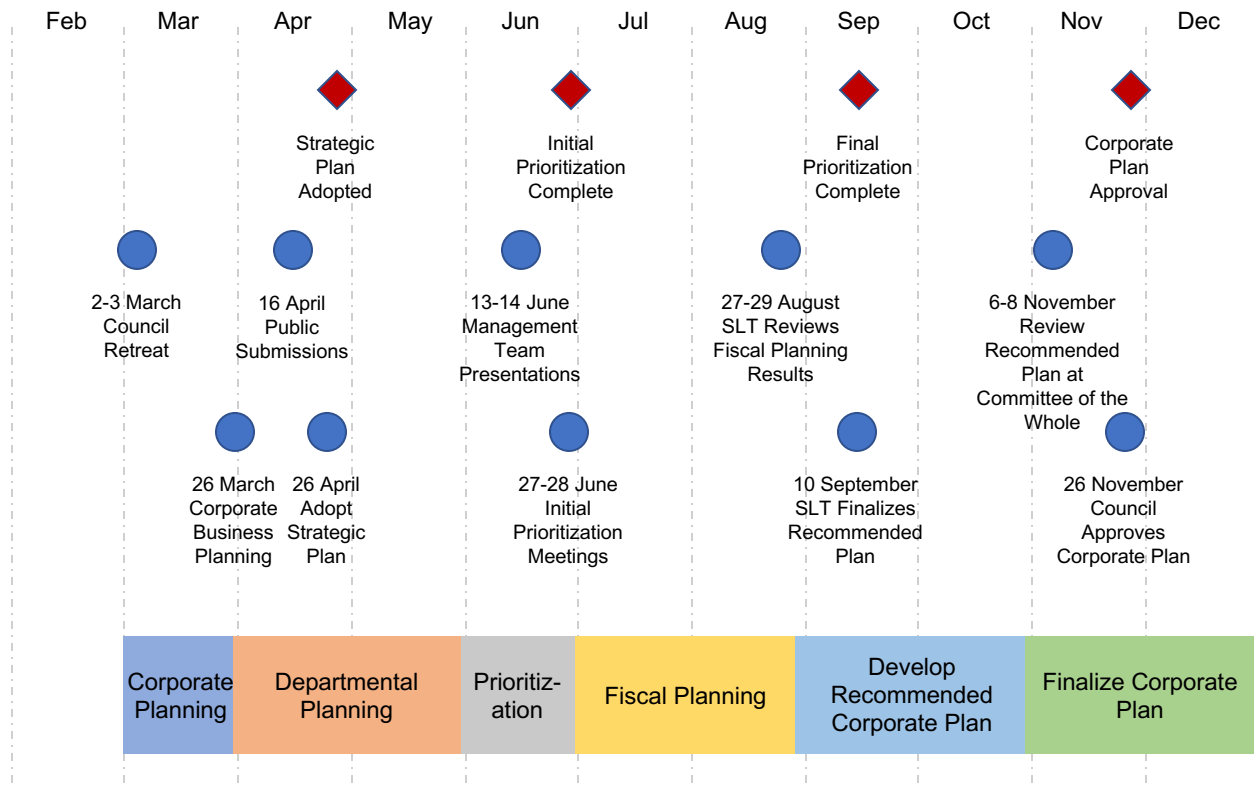 Feb Mar Apr May Jun Jul Aug Sep Oct Nov Dec
Strategic
Plan
Adopted
Initial
Prioritization
Complete
Final
Prioritization
Complete
Corporate
Plan
Approval
2-3 March
Council
Retreat
16 April
Public
Submissions
13-14 June
Management
Team
Presentations
27-29 August
SLT Reviews
Fiscal Planning
Results
6-8 November
Review
Recommended
Plan at
Committee of the
Whole
26 March
Corporate
Business
Planning
26 April
Adopt
Strategic
Plan
27-28 June
Initial
Prioritization
Meetings
10 September
SLT Finalizes
Recommended
Plan
26 November
Council
Approves
Corporate Plan
Corporate
Planning
Departmental
Planning
Prioritiz-
ation
Fiscal Planning
Develop
Recommended
Corporate Plan
Finalize Corporate
Plan